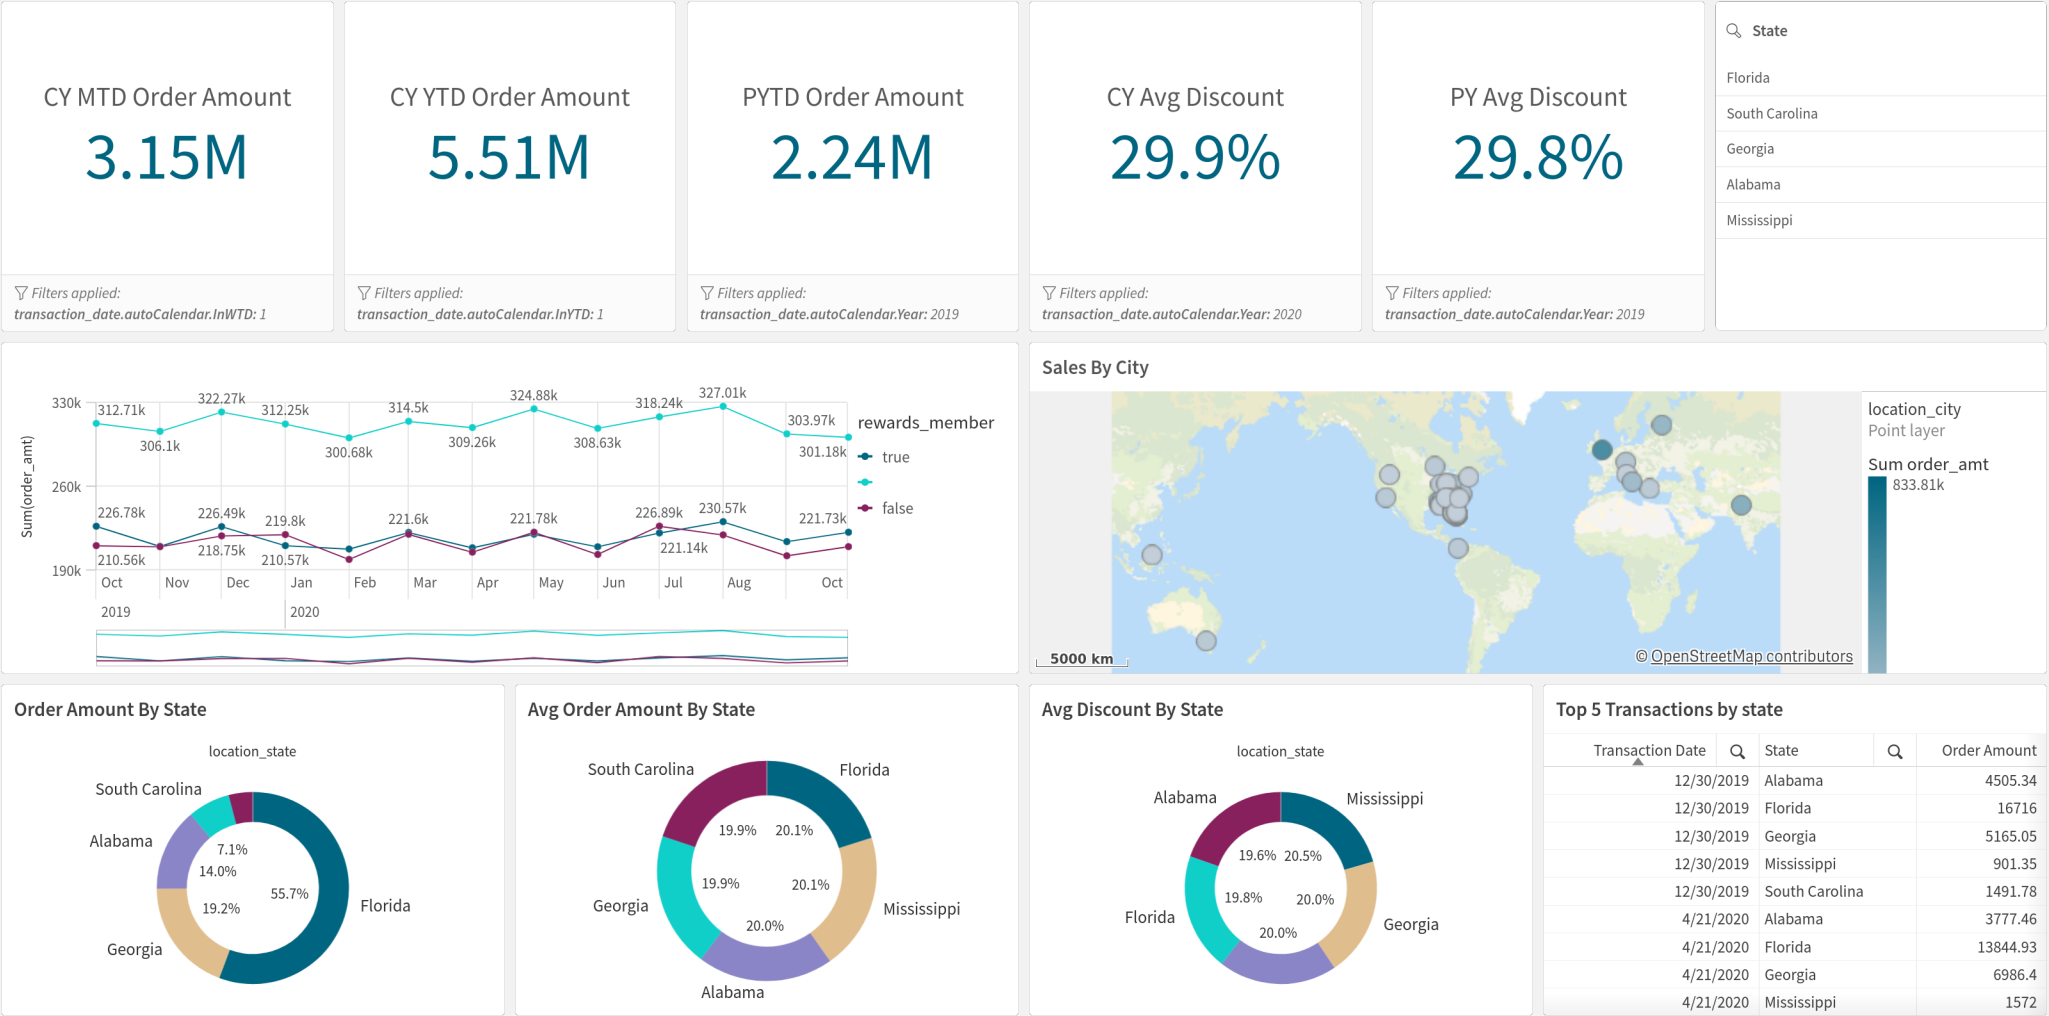 CY MTD Order Amount
3.15M
Filters applied:
transaction_date.autoCalendar.InWTD: 1
CY YTD Order Amount
5.51M
Filters applied:
transaction_date.autoCalendar.InYTD: 1
PYTD Order Amount
2.24M
Filters applied:
transaction_date.autoCalendar.Year: 2019
CY Avg Discount
29.9%
Filters applied:
transaction_date.autoCalendar.Year: 2020
PY Avg Discount
29.8%
Filters applied:
transaction_date.autoCalendar.Year: 2019
State
Florida
South Carolina
Georgia
Alabama
Mississippi
Sum(order_amt)
330k
260k
190k
312.71k
306.1k
322.27k
312.25k
300.68k
314.5k
309.26k
324.88k
308.63k
318.24k
327.01k
303.97k
301.18k
226.78k
210.56k
226.49k
218.75k
219.8k
210.57k
221.6k
221.78k
226.89k
221.14k
230.57k
221.73k
Oct Nov Dec Jan Feb Mar Apr May Jun Jul Aug Oct
2019 2020
rewards_member
true
false
Sales By City
5000 km
© OpenStreetMap contributors
location_city
Point layer
Sum order_amt
833.81k
Order Amount By State
location_state
South Carolina
Alabama
Georgia
Florida
7.1%
14.0%
19.2%
55.7%
Avg Order Amount By State
South Carolina
Florida
Georgia
Mississippi
Alabama
19.9% 20.1%
19.9% 20.1%
20.0%
Avg Discount By State
location_state
Alabama
Mississippi
Florida
Georgia
19.6% 20.5%
19.8% 20.0%
20.0%
Top 5 Transactions by state
Transaction Date State Order Amount
12/30/2019 Alabama 4505.34
12/30/2019 Florida 16716
12/30/2019 Georgia 5165.05
12/30/2019 Mississippi 901.35
12/30/2019 South Carolina 1491.78
4/21/2020 Alabama 3777.46
4/21/2020 Florida 13844.93
4/21/2020 Georgia 6986.4
4/21/2020 Mississippi 1572